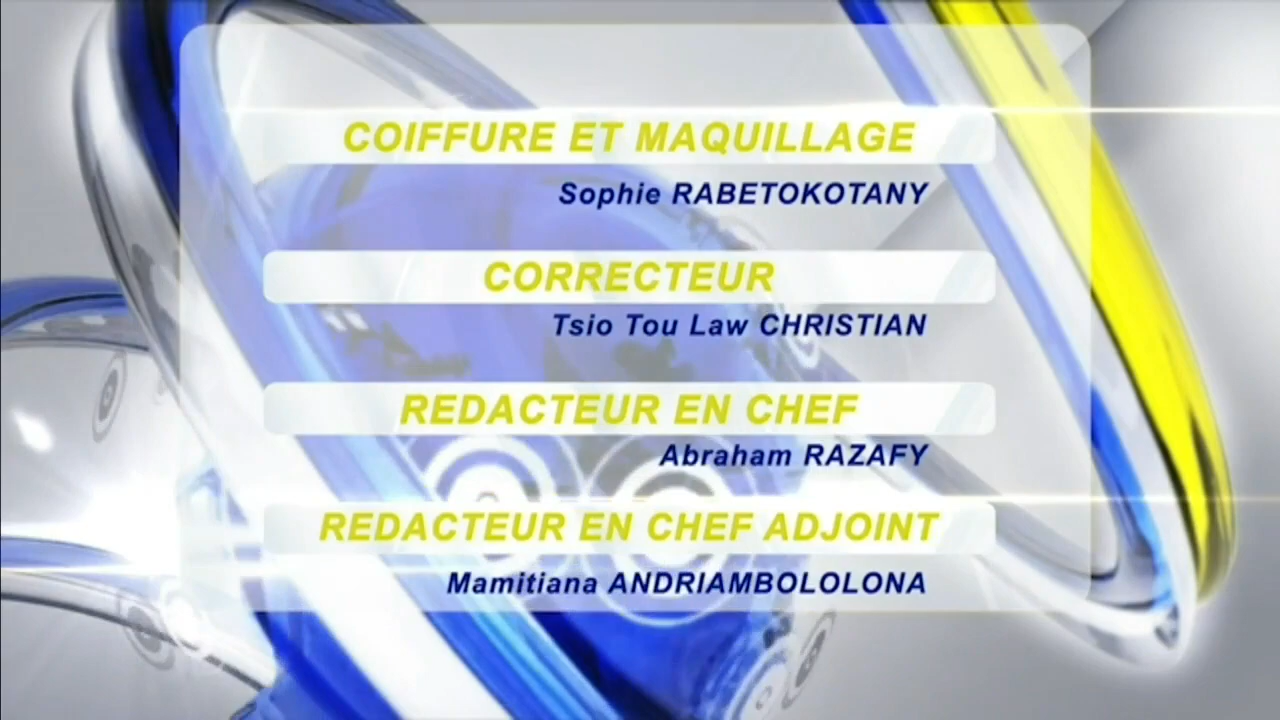 COIFFURE ET MAQUILLAGE
Sophie RABETOKOTANY
CORRECTEUR
Tsio Tou Law CHRISTIAN
REDACTEUR EN CHEF
Abraham RAZAFY
REDACTEUR EN CHEF ADJOINT
Mamitiana ANDRIAMBOLOLONA